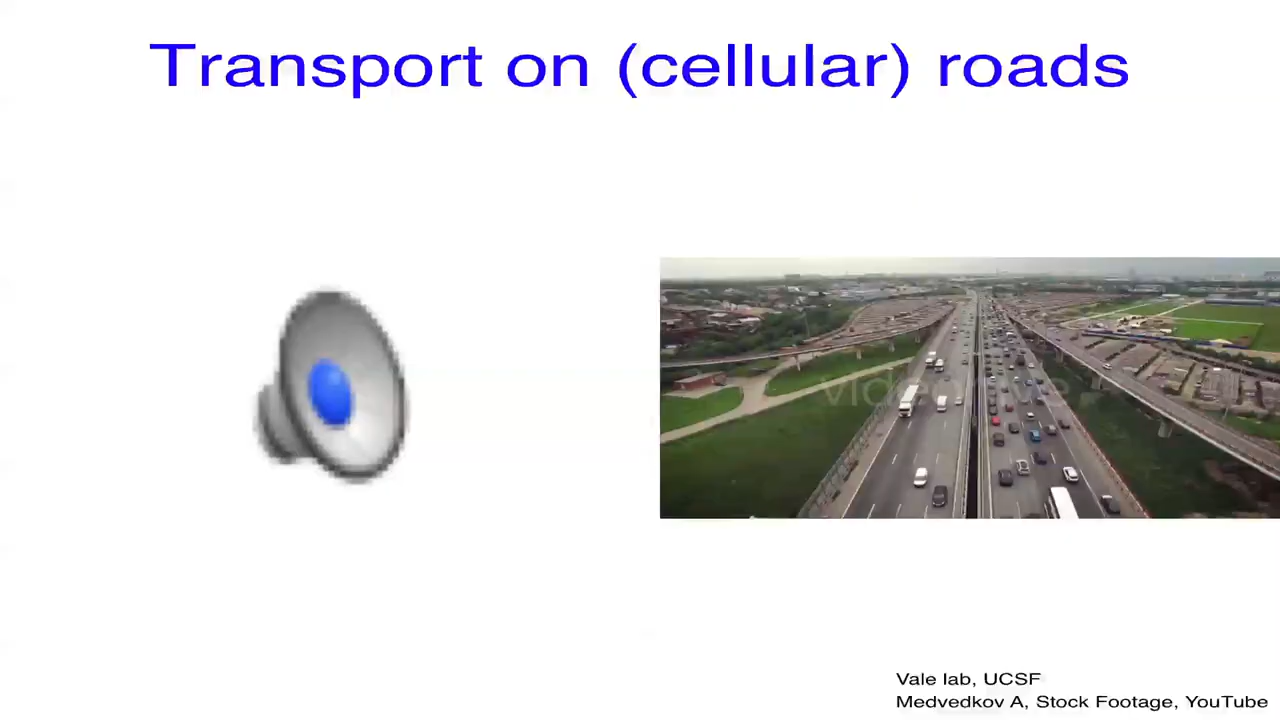 Transport on (cellular) roads
Vale lab, UCSF
Medvedkov A, Stock Footage, YouTube